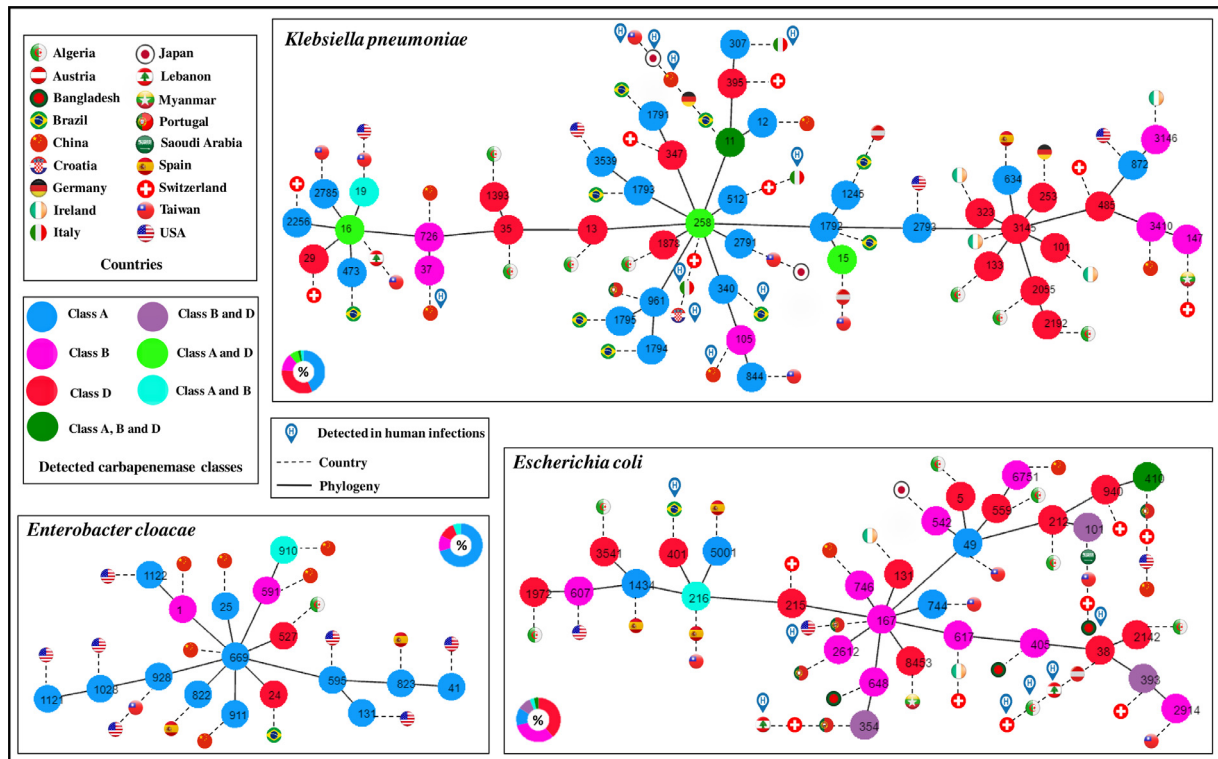 Klebsiella pneumoniae
Algeria
Japan
Austria
Lebanon
Bangladesh
Myanmar
Brazil
Portugal
China
Saudi Arabia
Croatia
Spain
Germany
Switzerland
Ireland
Taiwan
Italy
USA
Countries
Class A
Class B and D
Class B
Class A and D
Class D
Class A and B
Class A, B and D
Detected carbapenemase classes
H
H
H
H
307
395
1791
12
11
347
3539
1793
512
H
258
1878
2791
H
961
H
1795
1794
340
H
105
H
844
%
2785
19
2256
16
29
473
726
37
H
1393
35
13
1245
1792
15
2793
634
253
323
3145
101
133
2055
2192
485
872
3146
3410
147
H Detected in human infections
Country
Phylogeny
Enterobacter cloacae
%
910
1122
1
25
591
527
669
1121
1028
928
822
911
24
595
131
823
41
Escherichia coli
H
3541
401
5001
1972
607
1434
216
215
H
746
131
167
744
2612
8453
648
354
H
%
542
5
559
6751
49
212
101
940
410
617
405
38
H
2142
393
2914
H
H
H